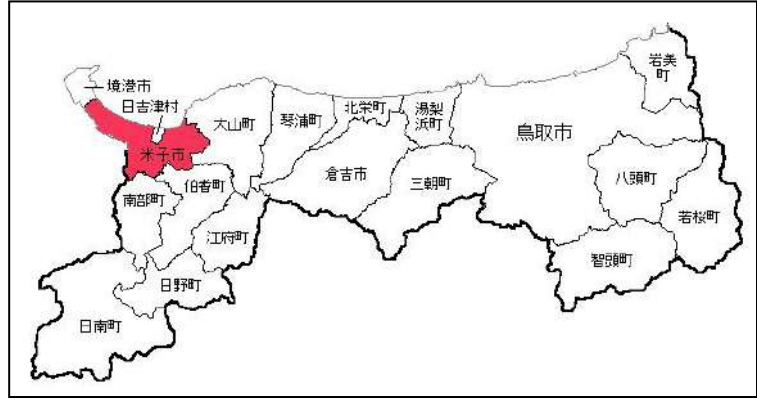 境港市
日吉津村
米子市
大山町
琴浦町
北栄町
湯梨
浜町
鳥取市
岩美
町
南部町
伯耆町
倉吉市
三朝町
八頭町
若桜町
江府町
智頭町
日野町
日南町